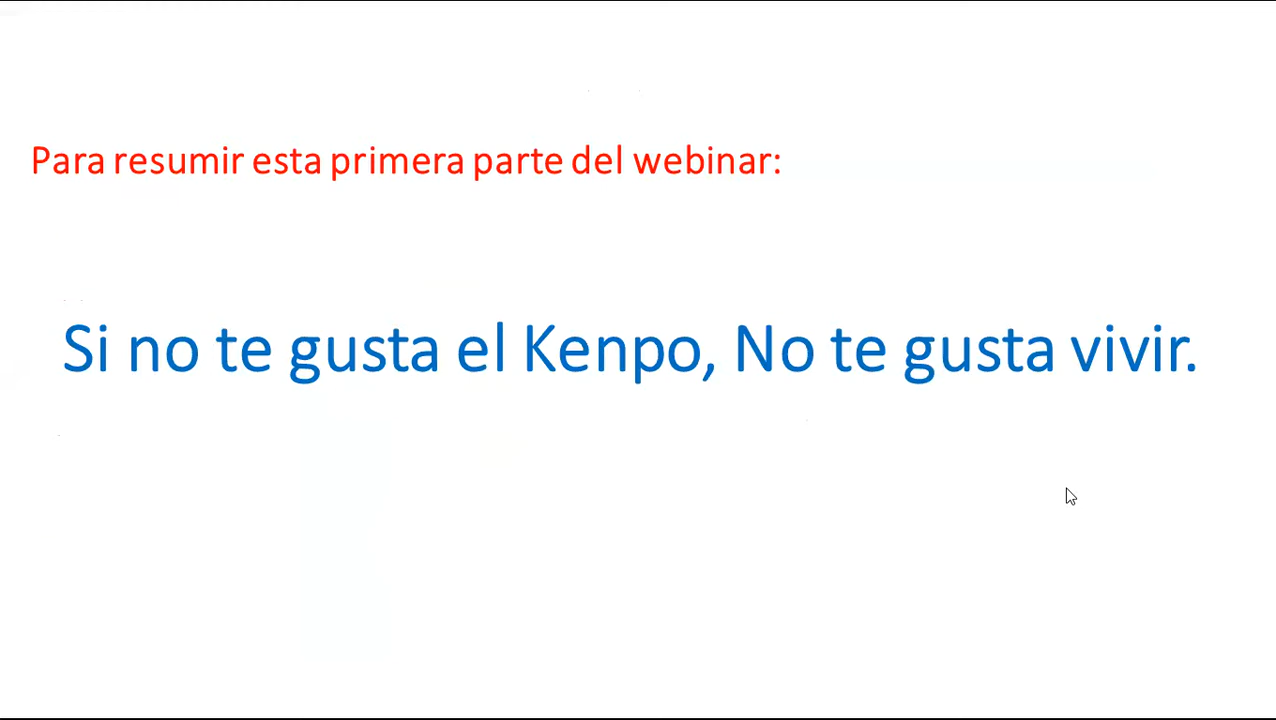 Para resumir esta primera parte del webinar:
Si no te gusta el Kenpo, No te gusta vivir.